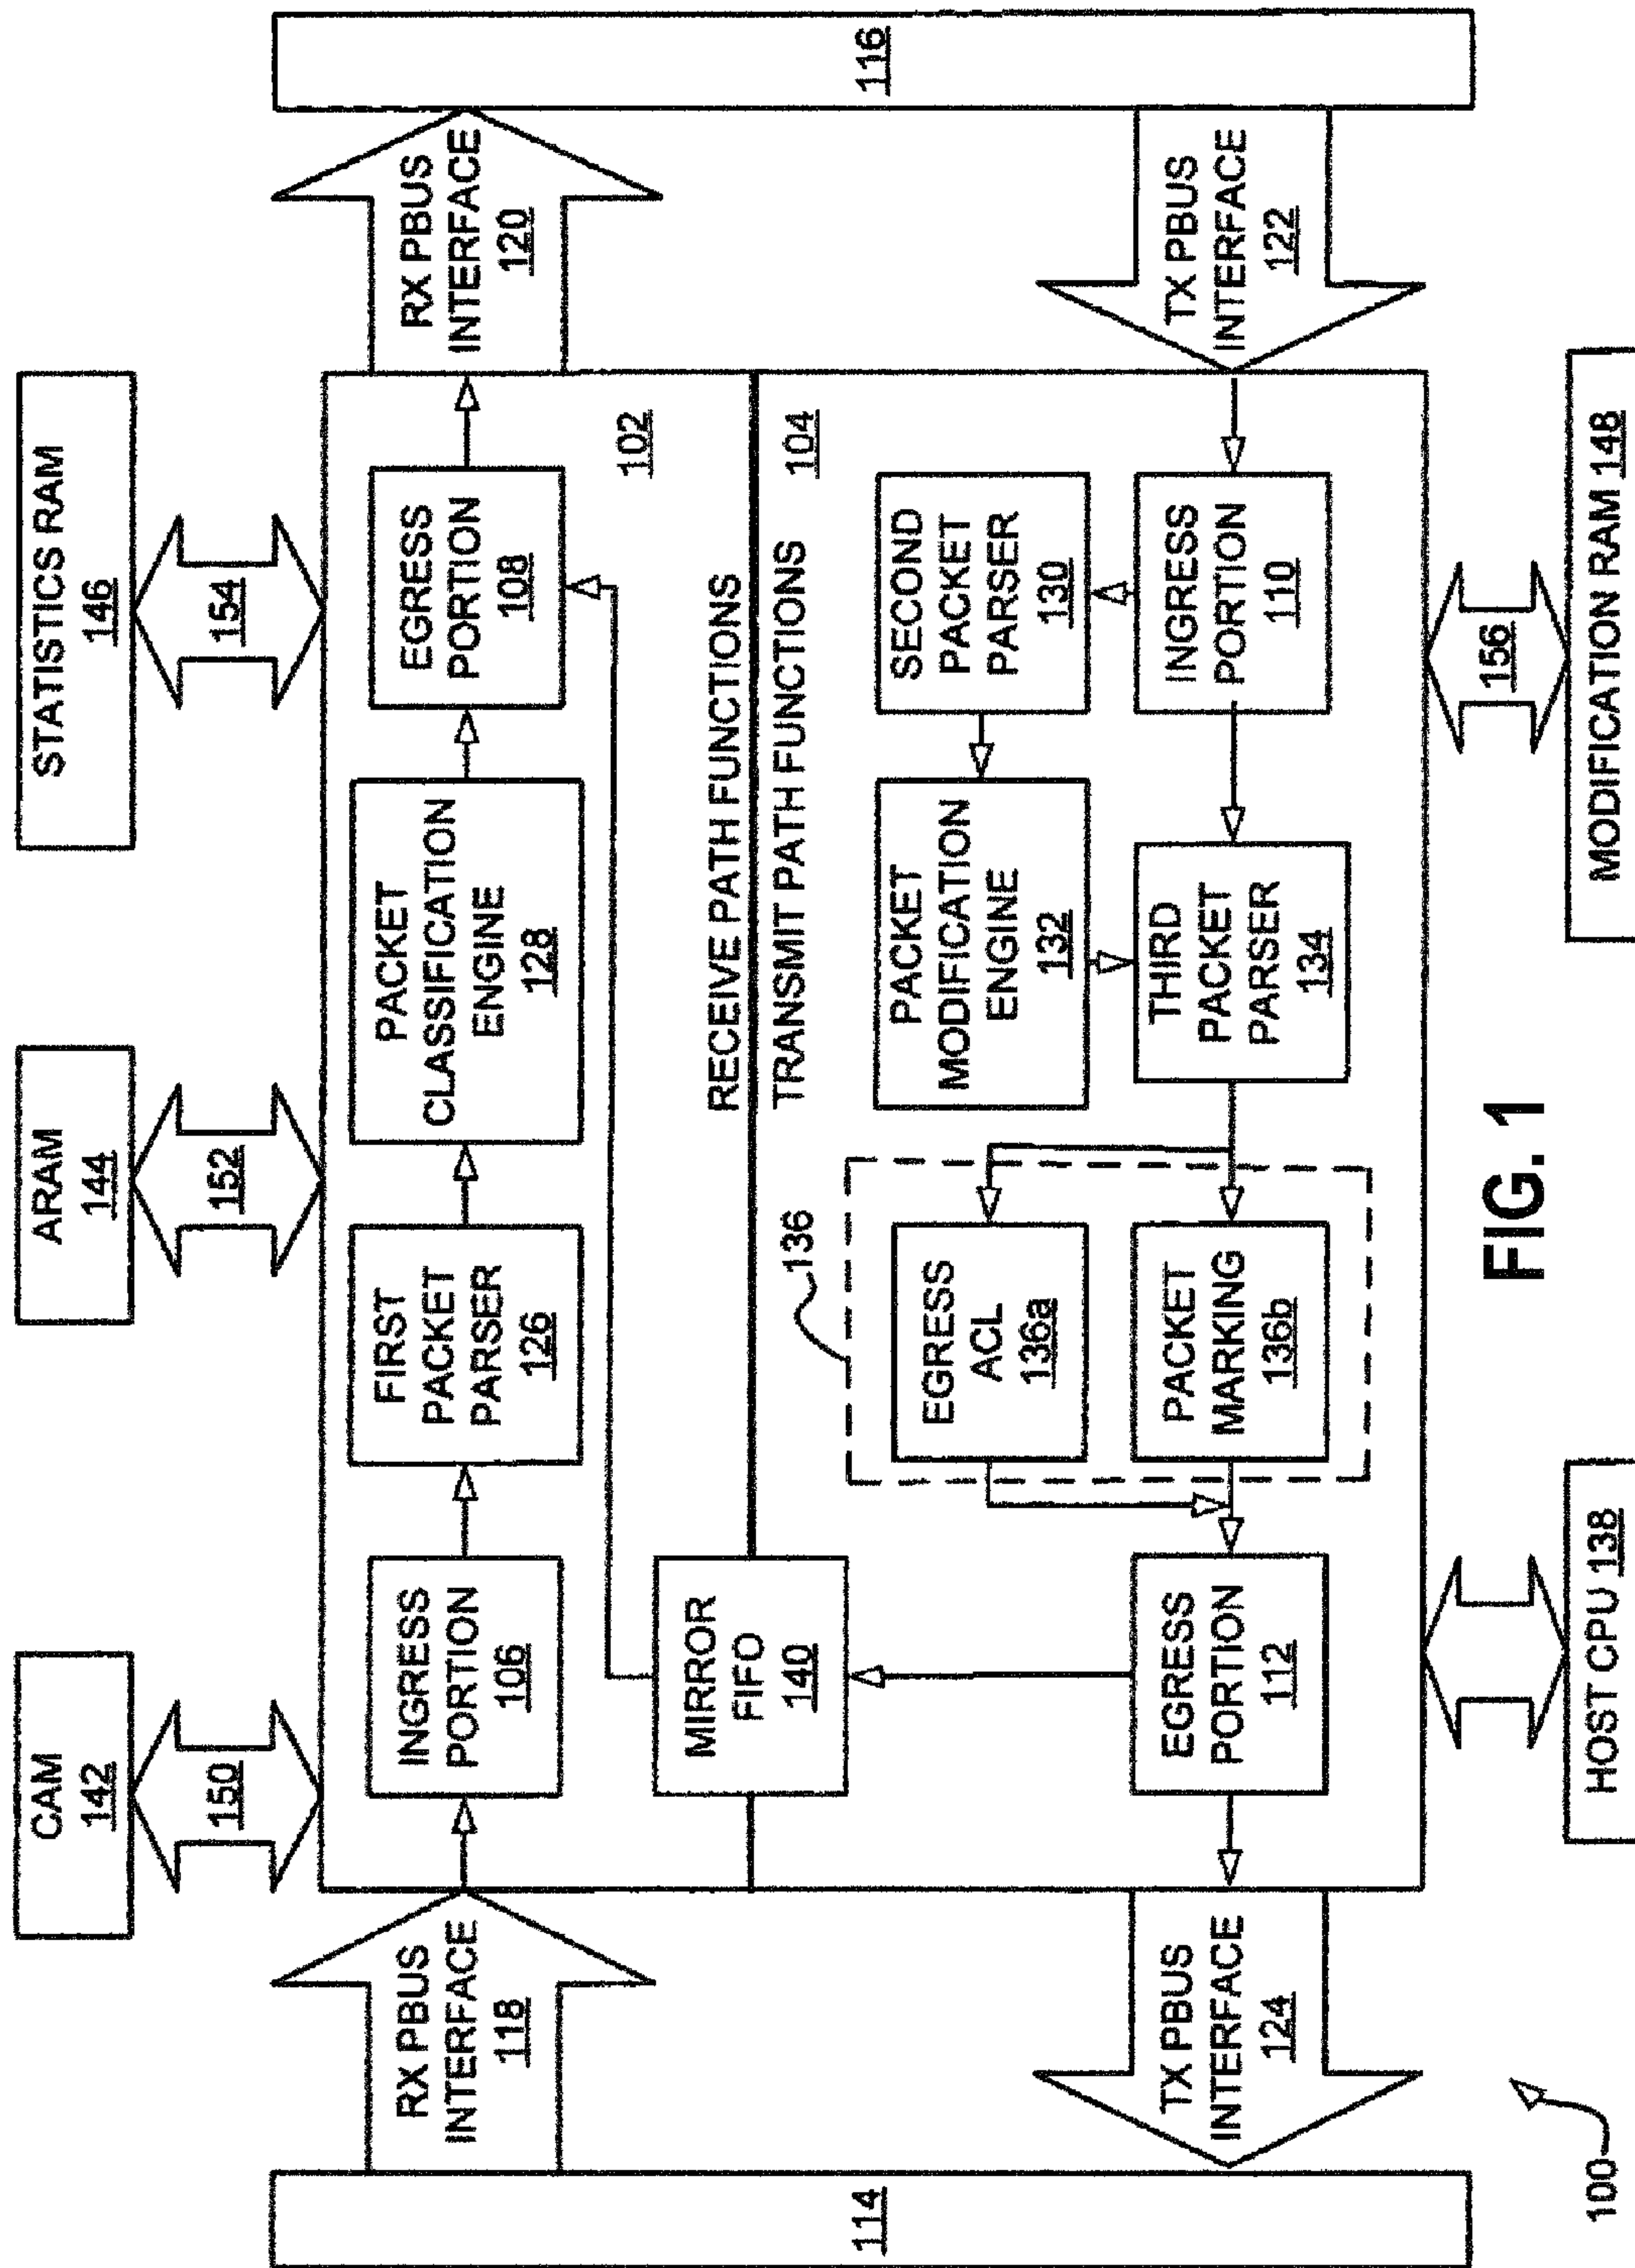 CAM
142
ARAM
144
STATISTICS RAM
146
150
152
154
RX PBUS
INTERFACE
118
INGRESS
PORTION
106
FIRST
PACKET
PARSER
126
PACKET
CLASSIFICATION
ENGINE
128
EGRESS
PORTION
108
RX PBUS
INTERFACE
120
102
114
116
MIRROR
FIFO
140
RECEIVE PATH FUNCTIONS
TRANSMIT PATH FUNCTIONS
104
136
EGRESS
ACL
136a
PACKET
MODIFICATION
ENGINE
132
SECOND
PACKET
PARSER
130
TX PBUS
INTERFACE
124
EGRESS
PORTION
112
PACKET
MARKING
136b
THIRD
PACKET
PARSER
134
INGRESS
PORTION
110
TX PBUS
INTERFACE
122
156
100
HOST CPU 138
MODIFICATION RAM 148
FIG. 1